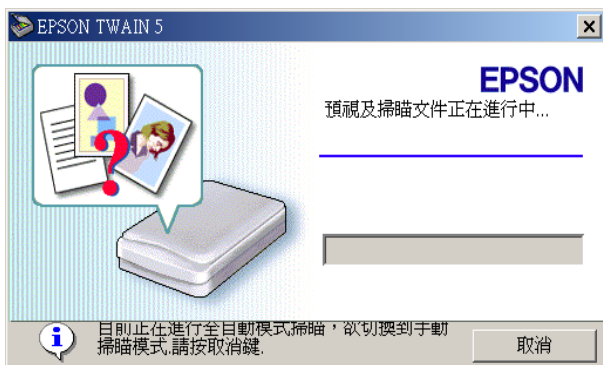 EPSON TWAIN 5
EPSON
預視及掃瞄文件正在進行中...
目前正在進行全自動模式掃瞄，欲切換到手動
掃瞄模式.請按取消鍵.
取消